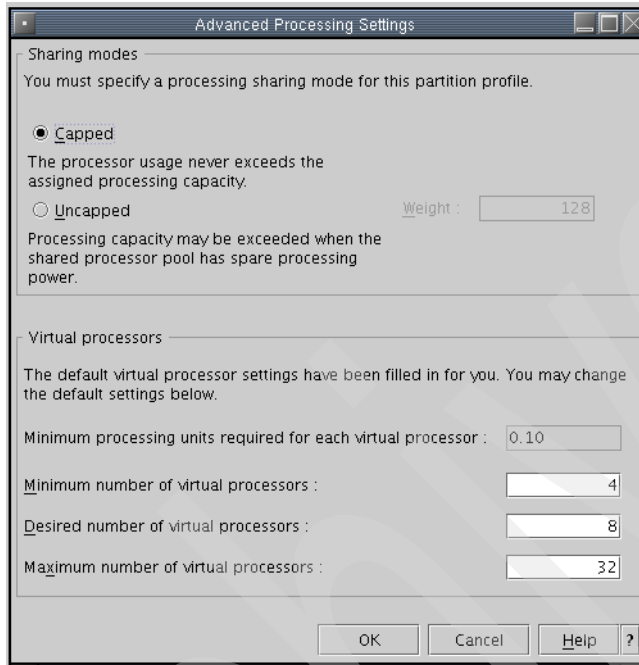 Advanced Processing Settings
Sharing modes
You must specify a processing sharing mode for this partition profile.
Capped
The processor usage never exceeds the
assigned processing capacity.
Uncapped
Weight : 128
Processing capacity may be exceeded when the
shared processor pool has spare processing
power.
Virtual processors
The default virtual processor settings have been filled in for you. You may change
the default settings below.
Minimum processing units required for each virtual processor : 0.10
Minimum number of virtual processors : 4
Desired number of virtual processors : 8
Maximum number of virtual processors : 32
OK Cancel Help ?